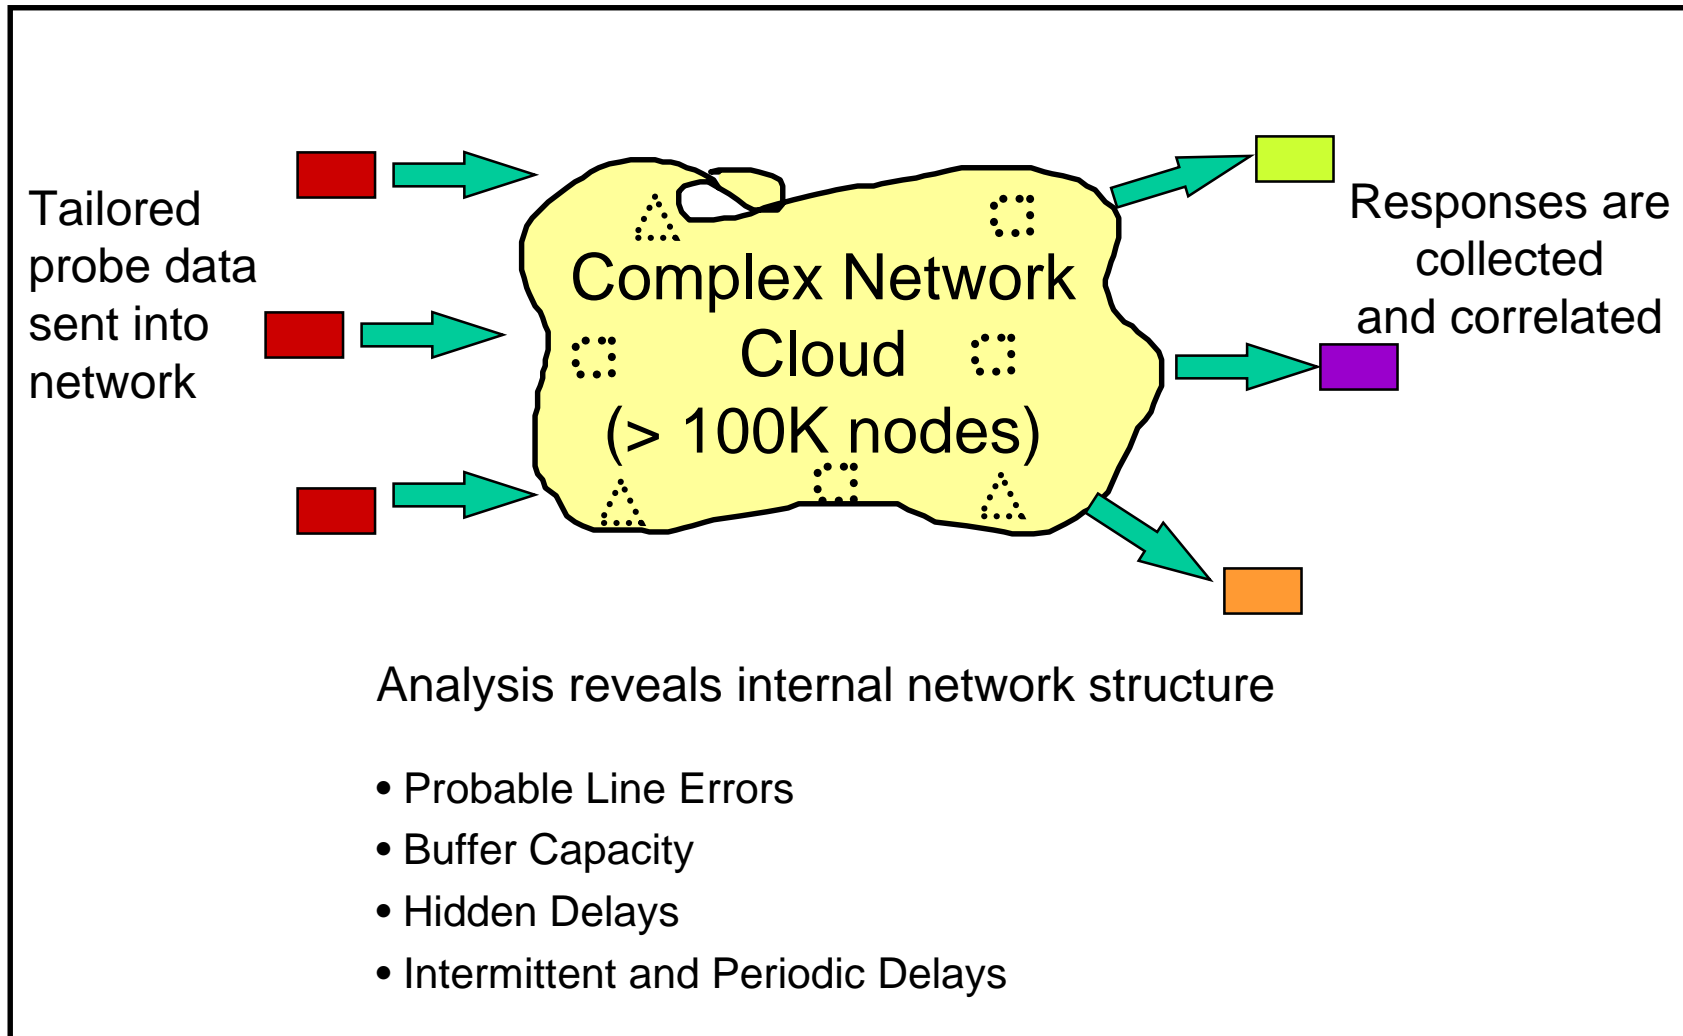 Tailored
probe data
sent into
network
Complex Network
Cloud
(> 100K nodes)
Responses are
collected
and correlated
Analysis reveals internal network structure
• Probable Line Errors
• Buffer Capacity
• Hidden Delays
• Intermittent and Periodic Delays